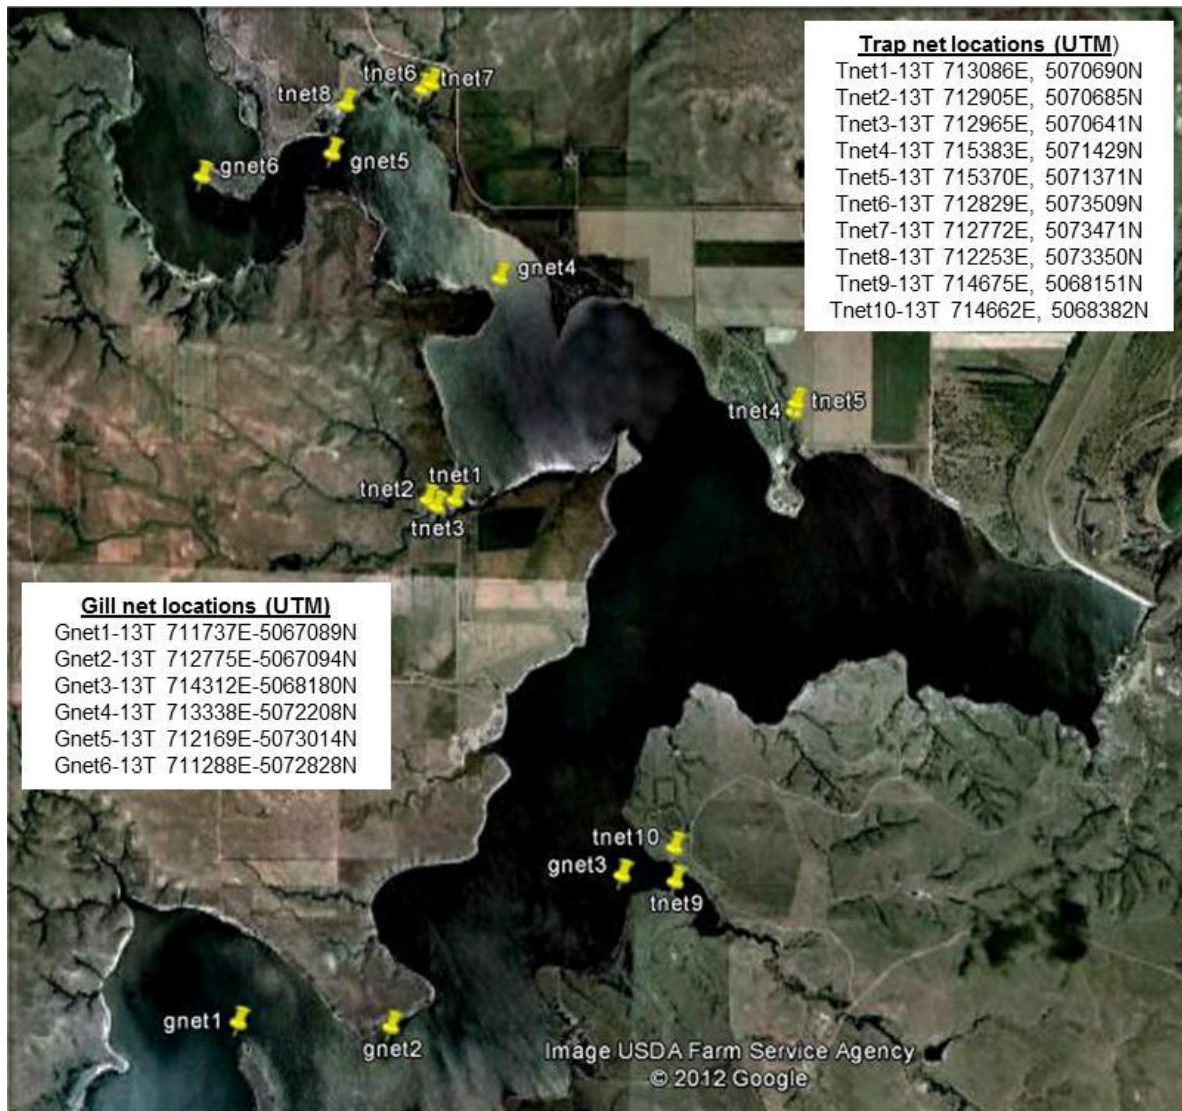 Trap net locations (UTM)
Tnet1-13T 713086E, 5070690N
Tnet2-13T 712905E, 5070685N
Tnet3-13T 712965E, 5070641N
Tnet4-13T 715383E, 5071429N
Tnet5-13T 715370E, 5071371N
Tnet6-13T 712829E, 5073509N
Tnet7-13T 712772E, 5073471N
Tnet8-13T 712253E, 5073350N
Tnet9-13T 714675E, 5068151N
Tnet10-13T 714662E, 5068382N
tnet6
tnet7
tnet8
gnet5
gnet6
gnet4
tnet4
tnet5
tnet1
tnet2
tnet3
Gill net locations (UTM)
Gnet1-13T 711737E-5067089N
Gnet2-13T 712775E-5067094N
Gnet3-13T 714312E-5068180N
Gnet4-13T 713338E-5072208N
Gnet5-13T 712169E-5073014N
Gnet6-13T 711288E-5072828N
tnet10
gnet3
tnet9
gnet1
gnet2
Image USDA Farm Service Agency
© 2012 Google